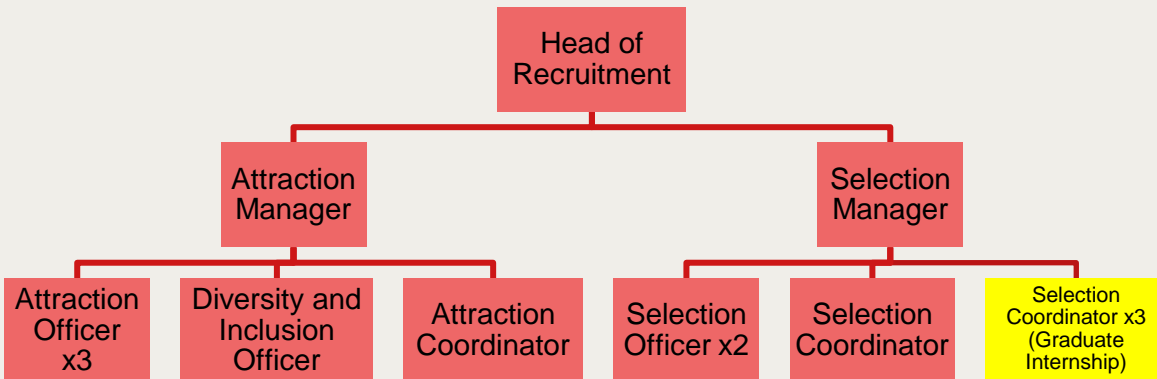 Head of
Recruitment
Attraction
Manager
Selection
Manager
Attraction
Officer
x3
Diversity and
Inclusion
Officer
Attraction
Coordinator
Selection
Officer x2
Selection
Coordinator
Selection
Coordinator x3
(Graduate
Internship)